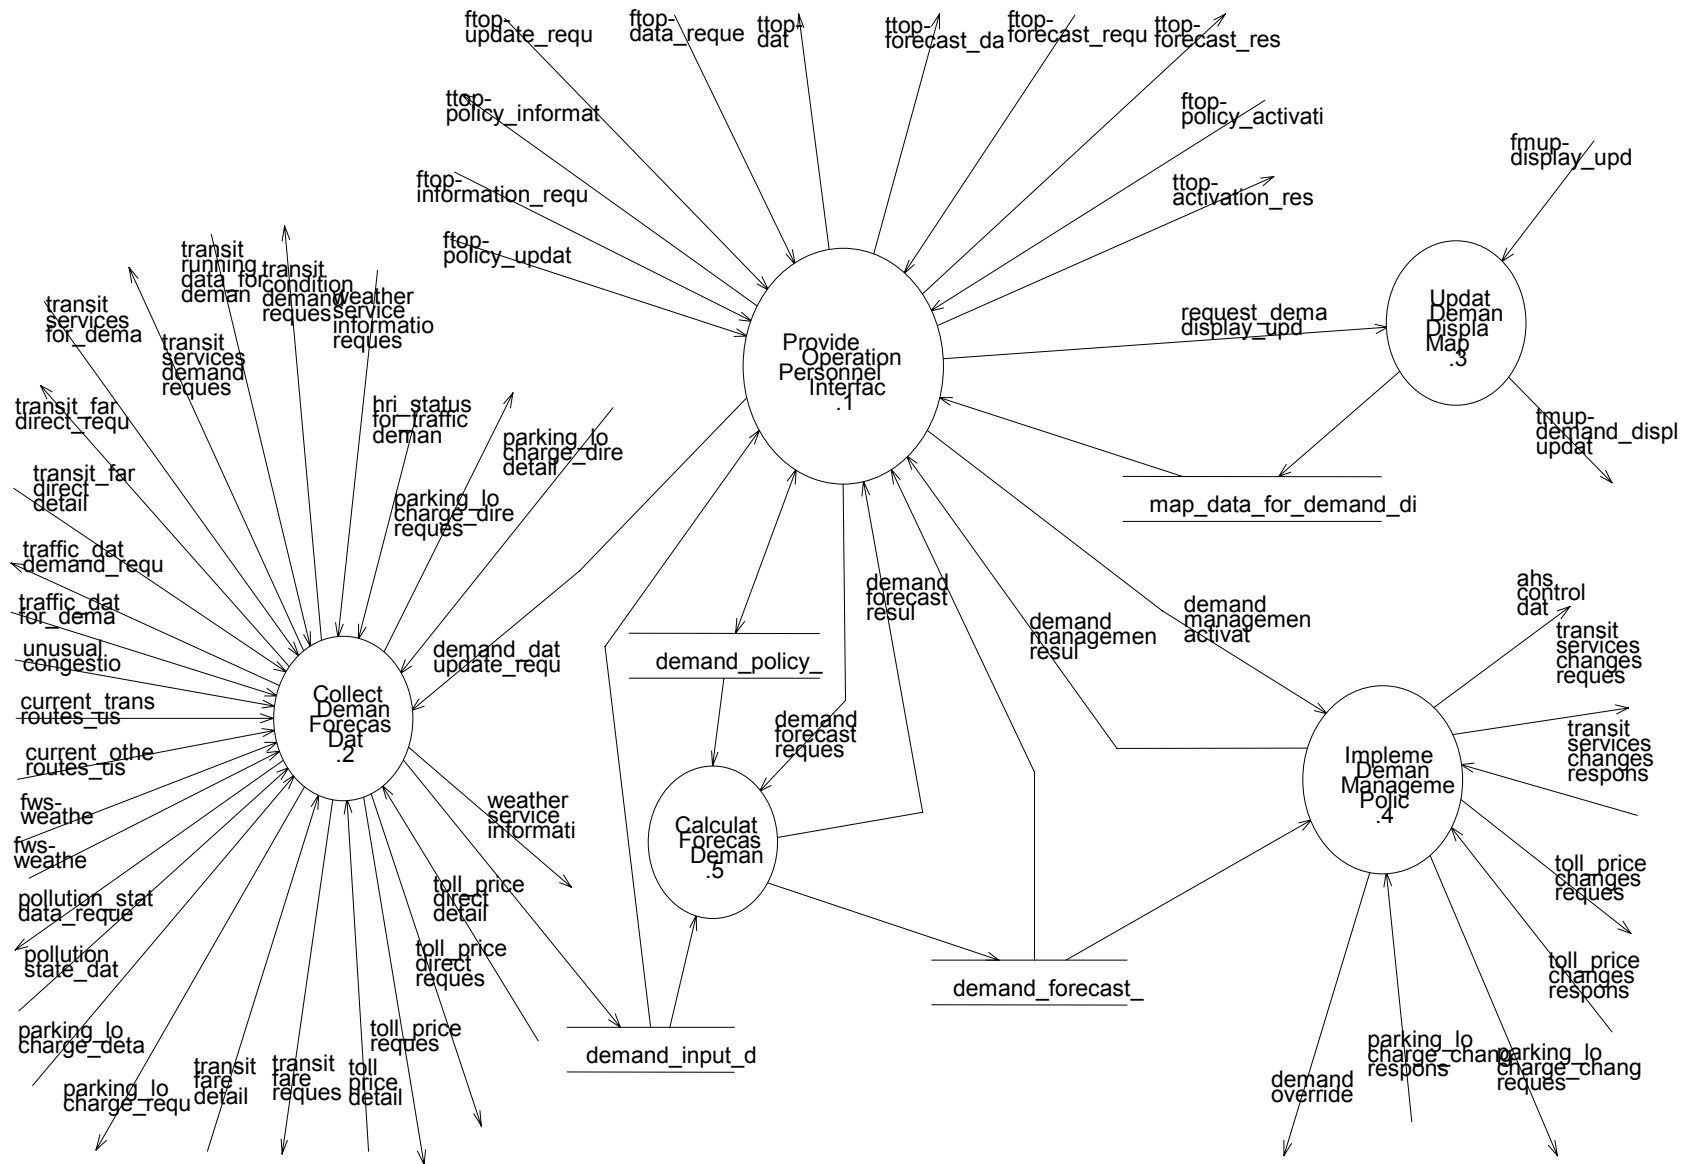 ftop-
update_requ
ftop-
data_reque
ttop-
dat
ttop-
forecast_da
ftop-
forecast_requ
ttop-
forecast_res
ttop-
policy_informat
ftop-
policy_activati
ftop-
information_requ
ttop-
activation_res
ftop-
policy_updat
fmup-
display_upd
transit
running
data_for
deman
transit
condition
demand
reques
weather
service
informatio
reques
transit
services
for_dema
transit
services
demand
reques
request_dema
display_upd
Updat
Deman
Displa
Map
.3
Provide
Operation
Personnel
Interfac
.1
transit_far
direct_requ
hri_status
for_traffic
deman
parking_lo
charge_dire
detail
tmup-
demand_displ
updat
transit_far
direct
detail
parking_lo
charge_dire
reques
map_data_for_demand_di
traffic_dat
demand_requ
traffic_dat
for_dema
unusual
congestio
demand
forecast
resul
demand
managemen
resul
demand
managemen
activat
ahs
control
dat
transit
services
changes
reques
demand_dat
update_requ
demand_policy_
current_trans
routes_us
Collect
Deman
Forecas
Dat
.2
demand
forecast
reques
current_othe
routes_us
transit
services
changes
respons
Impleme
Deman
Manageme
Polic
.4
fws-
weathe
fws-
weathe
weather
service
informati
Calculat
Forecas
Deman
.5
pollution_stat
data_reque
toll_price
direct
detail
toll_price
changes
reques
pollution
state_dat
toll_price
direct
reques
toll_price
changes
respons
demand_forecast_
parking_lo
charge_deta
toll_price
reques
demand_input_d
parking_lo
charge_requ
transit
fare
detail
transit
fare
reques
toll
price
detail
demand
override
parking_lo
charge_chang
respons
parking_lo
charge_chang
reques